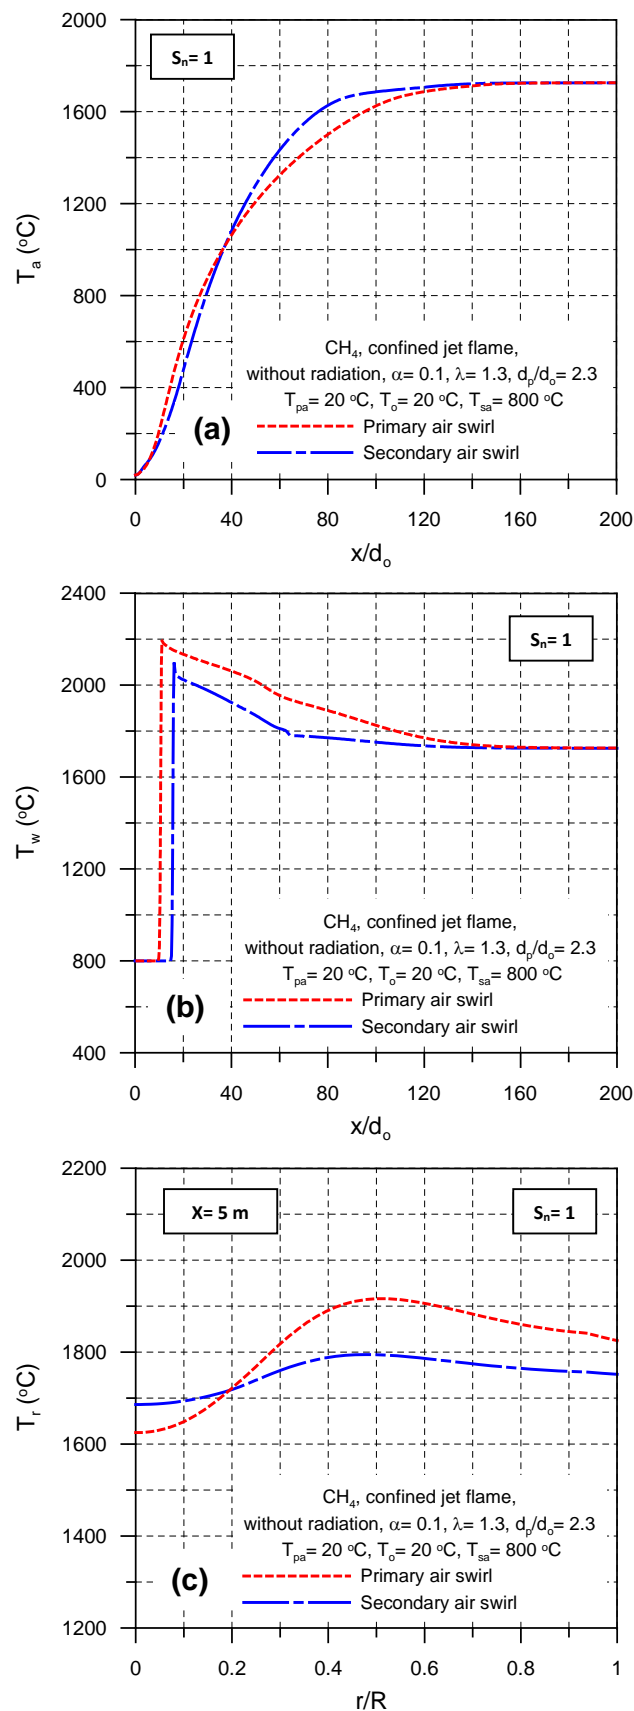 2000
Sn= 1
1600
1200
Ta (oC)
800
CH4, confined jet flame,
without radiation, α= 0.1, λ= 1.3, dp/do= 2.3
400
Tpa= 20 oC, To= 20 oC, Tsa= 800 oC
(a)
Primary air swirl
Secondary air swirl
0
0 40 80 120 160 200
x/do
2400
Sn= 1
2000
1600
Tw (oC)
1200
CH4, confined jet flame,
without radiation, α= 0.1, λ= 1.3, dp/do= 2.3
800
Tpa= 20 oC, To= 20 oC, Tsa= 800 oC
(b)
Primary air swirl
Secondary air swirl
400
0 40 80 120 160 200
x/do
2200
X= 5 m
Sn= 1
2000
1800
Tr (oC)
1600
CH4, confined jet flame,
without radiation, α= 0.1, λ= 1.3, dp/do= 2.3
1400
Tpa= 20 oC, To= 20 oC, Tsa= 800 oC
(c)
Primary air swirl
Secondary air swirl
1200
0 0.2 0.4 0.6 0.8 1
r/R